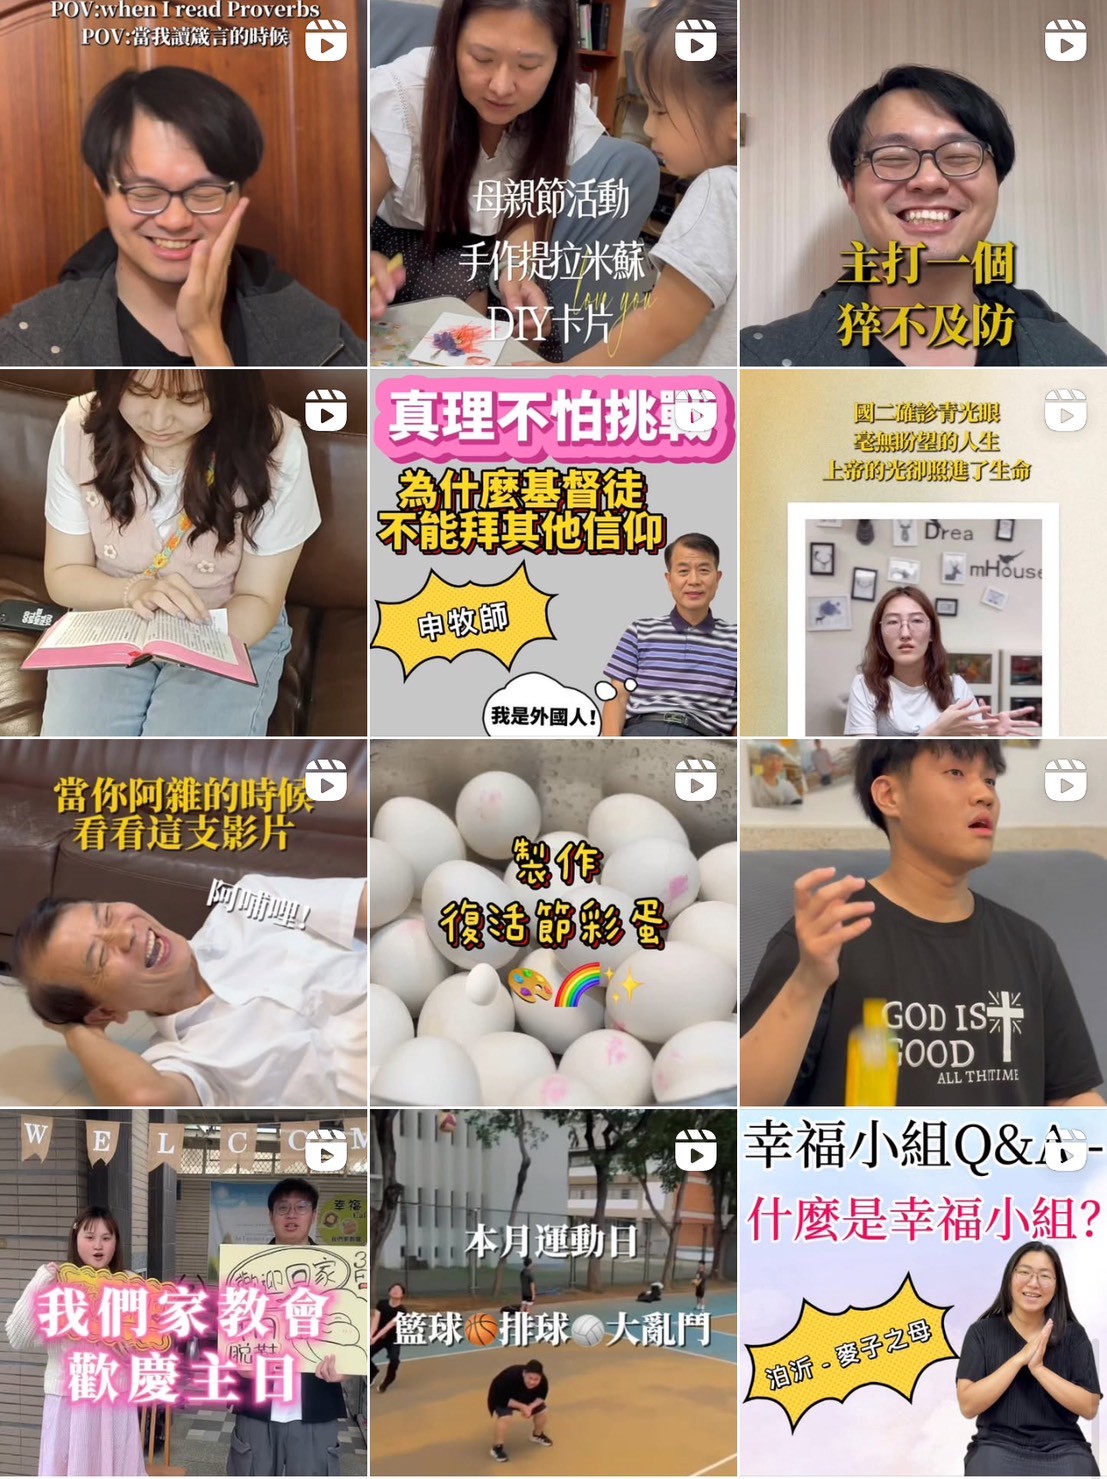 POV:when I read Proverbs
POV:當我讀箴言的時候
母親節活動
手作提拉米蘇
love you
DIY卡片
主打一個
猝不及防
真理不怕挑戰
為什麼基督徒
不能拜其他信仰
申牧師
我是外國人!
國二確診青光眼
毫無盼望的人生
上帝的光卻照進了生命
Drea
mHouse
當你阿雜的時候
看看這支影片
阿哺哩!
製作
復活節彩蛋
GOD IS
GOOD
ALL THE TIME
WELCOM
幸福
歡迎回家
3月
我們家教會
歡慶主日
本月運動日
籃球🏀排球🏐大亂鬥
幸福小組Q&A-
什麼是幸福小組?
洎沂-麥子之母